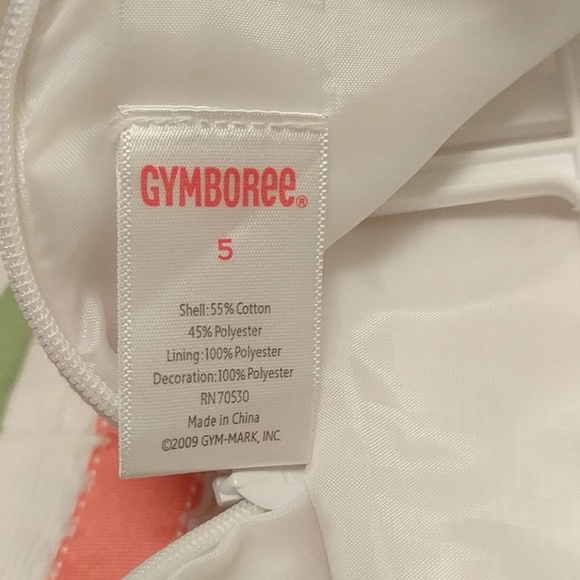 GYMBOREE®
5
Shell:55% Cotton
45% Polyester
Lining:100% Polyester
Decoration:100% Polyester
RN 70530
Made in China
©2009 GYM-MARK, INC.